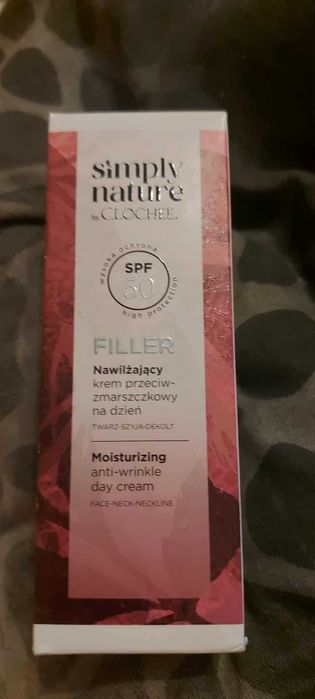 simply
nature
by CLOCHEE.
wysoka ochrona
SPF
50
high protection
FILLER
Nawilżający
krem przeciw-
zmarszczkowy
na dzień
TWARZ-SZYJA-DEKOLT
Moisturizing
anti-wrinkle
day cream
FACE-NECK-NECKLINE